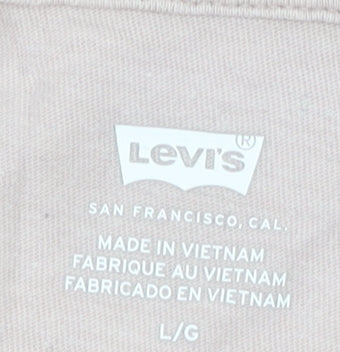 Levi's®
SAN FRANCISCO, CAL.
MADE IN VIETNAM
FABRIQUE AU VIETNAM
FABRICADO EN VIETNAM
L/G